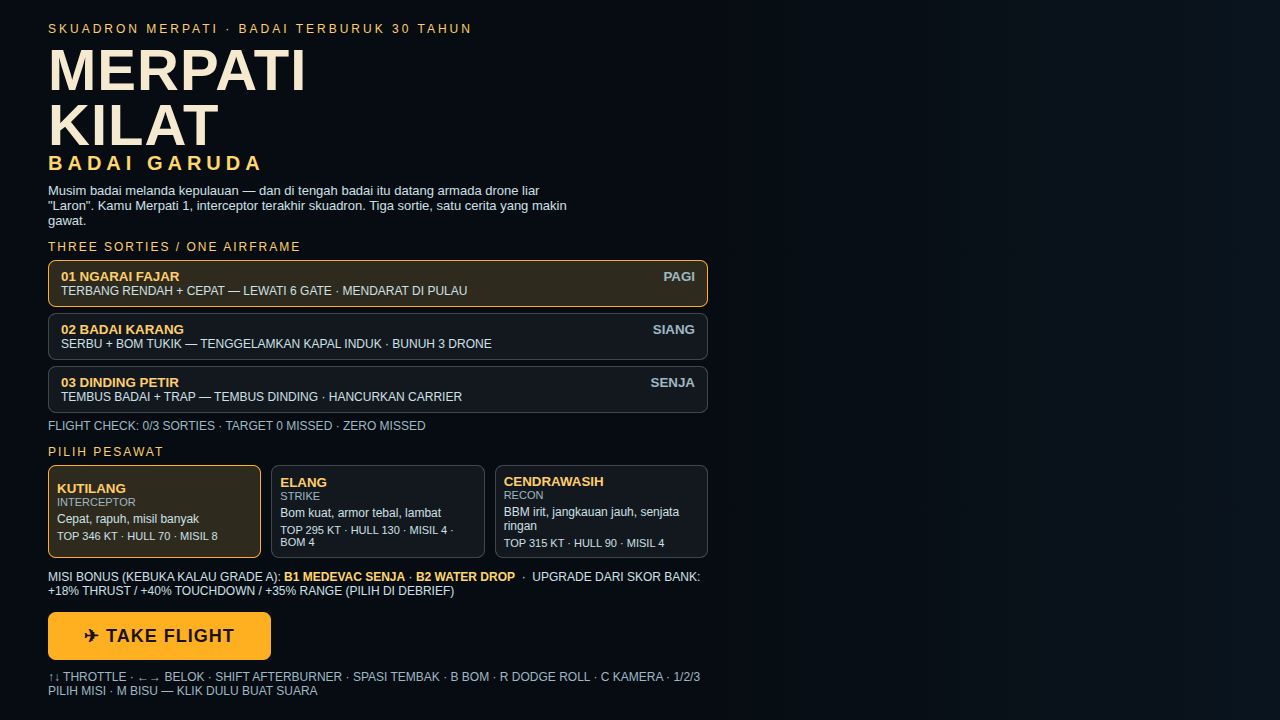 SKUADRON MERPATI · BADAI TERBURUK 30 TAHUN
MERPATI
KILAT
BADAI GARUDA
Musim badai melanda kepulauan — dan di tengah badai itu datang armada drone liar
"Laron". Kamu Merpati 1, interceptor terakhir skuadron. Tiga sortie, satu cerita yang makin
gawat.
THREE SORTIES / ONE AIRFRAME
01 NGARAI FAJAR PAGI
TERBANG RENDAH + CEPAT — LEWATI 6 GATE · MENDARAT DI PULAU
02 BADAI KARANG SIANG
SERBU + BOM TUKIK — TENGGELAMKAN KAPAL INDUK · BUNUH 3 DRONE
03 DINDING PETIR SENJA
TEMBUS BADAI + TRAP — TEMBUS DINDING · HANCURKAN CARRIER
FLIGHT CHECK: 0/3 SORTIES · TARGET 0 MISSED · ZERO MISSED
PILIH PESAWAT
KUTILANG
INTERCEPTOR
Cepat, rapuh, misil banyak
TOP 346 KT · HULL 70 · MISIL 8
ELANG
STRIKE
Bom kuat, armor tebal, lambat
TOP 295 KT · HULL 130 · MISIL 4 ·
BOM 4
CENDRAWASIH
RECON
BBM irit, jangkauan jauh, senjata
ringan
TOP 315 KT · HULL 90 · MISIL 4
MISI BONUS (KEBUKA KALAU GRADE A): B1 MEDEVAC SENJA · B2 WATER DROP · UPGRADE DARI SKOR BANK:
+18% THRUST / +40% TOUCHDOWN / +35% RANGE (PILIH DI DEBRIEF)
✈ TAKE FLIGHT
↑↓ THROTTLE · ←→ BELOK · SHIFT AFTERBURNER · SPASI TEMBAK · B BOM · R DODGE ROLL · C KAMERA · 1/2/3
PILIH MISI · M BISU — KLIK DULU BUAT SUARA